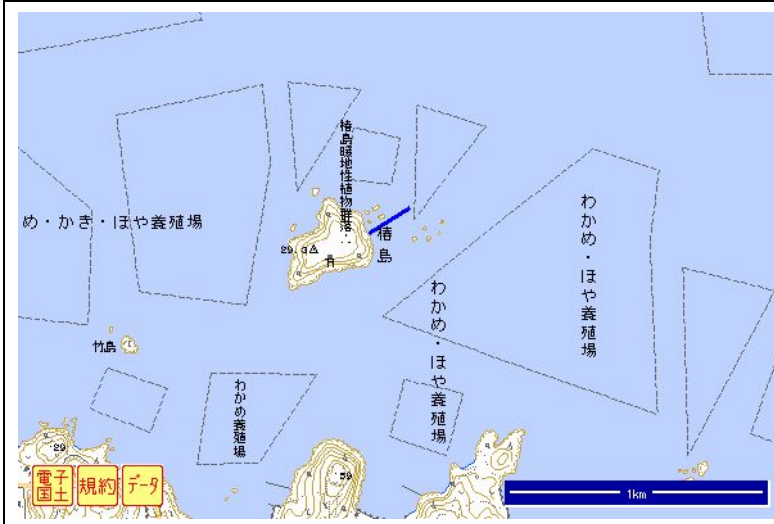 椿島暖地性植物群落
め・かき・ほや養殖場
わかめ・ほや養殖場
椿島
29.3
わかめ・ほや養殖場
竹島
わかめ養殖場
29
59
電子国土
規約
データ
1km